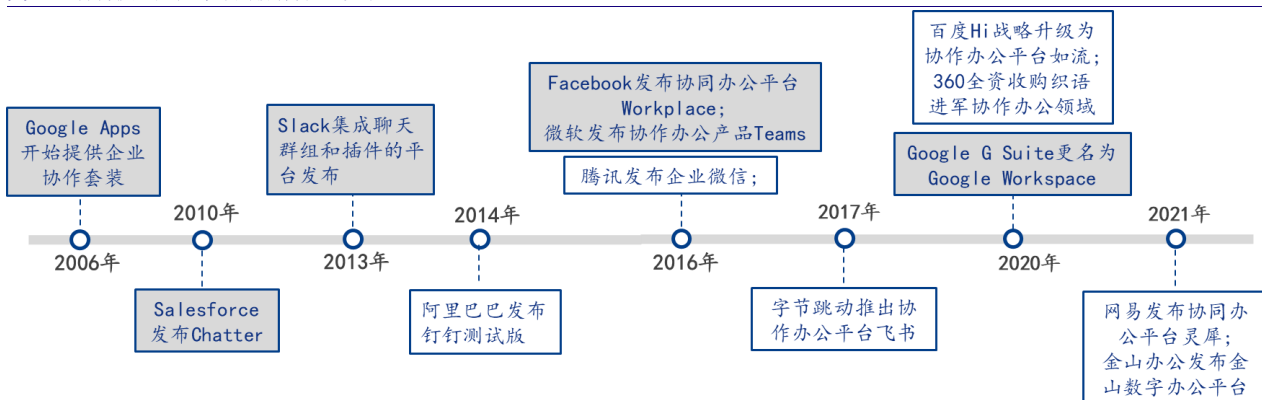 Google Apps
开始提供企业
协作套装
2006年
2010年
Salesforce
发布Chatter
Slack集成聊天
群组和插件的平
台发布
2013年
2014年
阿里巴巴发布
钉钉测试版
Facebook发布协同办公平台
Workplace;
微软发布协作办公产品Teams
腾讯发布企业微信;
2016年
2017年
字节跳动推出协
作办公平台飞书
百度Hi战略升级为
协作办公平台如流;
360全资收购织语
进军协作办公领域
Google G Suite更名为
Google Workspace
2020年
2021年
网易发布协同办
公平台灵犀;
金山办公发布金
山数字办公平台